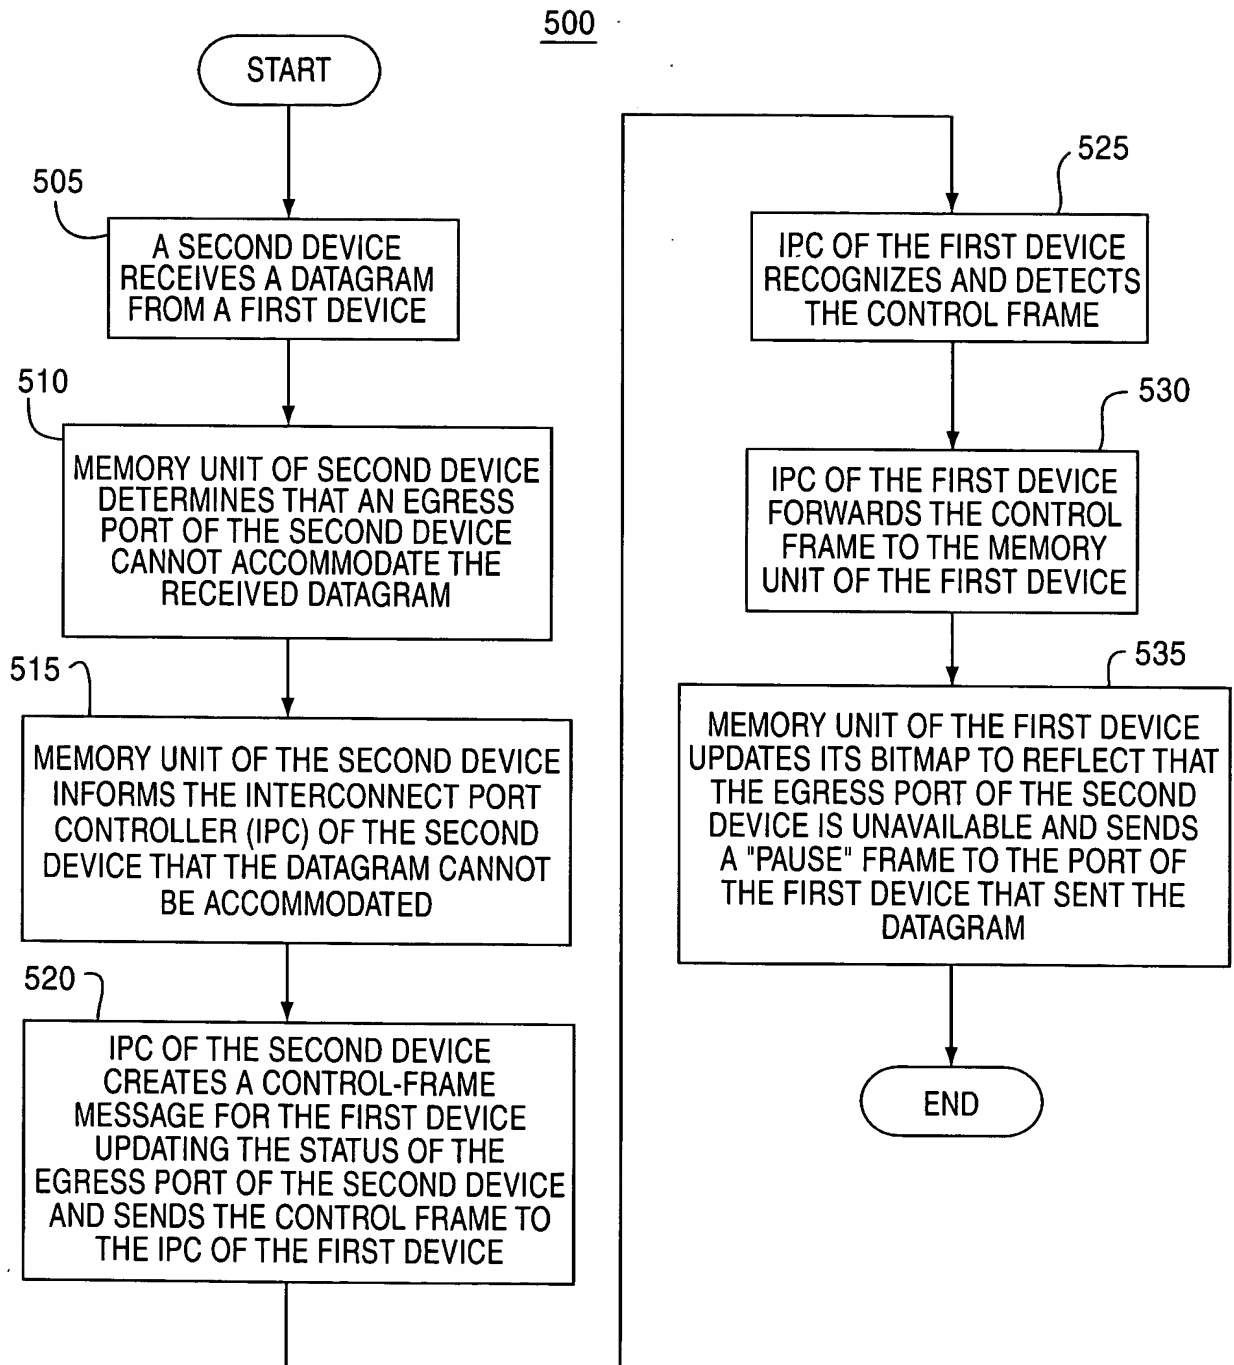 500
START
505
A SECOND DEVICE
RECEIVES A DATAGRAM
FROM A FIRST DEVICE
510
MEMORY UNIT OF SECOND DEVICE
DETERMINES THAT AN EGRESS
PORT OF THE SECOND DEVICE
CANNOT ACCOMMODATE THE
RECEIVED DATAGRAM
515
MEMORY UNIT OF THE SECOND DEVICE
INFORMS THE INTERCONNECT PORT
CONTROLLER (IPC) OF THE SECOND
DEVICE THAT THE DATAGRAM CANNOT
BE ACCOMMODATED
520
IPC OF THE SECOND DEVICE
CREATES A CONTROL-FRAME
MESSAGE FOR THE FIRST DEVICE
UPDATING THE STATUS OF THE
EGRESS PORT OF THE SECOND DEVICE
AND SENDS THE CONTROL FRAME TO
THE IPC OF THE FIRST DEVICE
525
IPC OF THE FIRST DEVICE
RECOGNIZES AND DETECTS
THE CONTROL FRAME
530
IPC OF THE FIRST DEVICE
FORWARDS THE CONTROL
FRAME TO THE MEMORY
UNIT OF THE FIRST DEVICE
535
MEMORY UNIT OF THE FIRST DEVICE
UPDATES ITS BITMAP TO REFLECT THAT
THE EGRESS PORT OF THE SECOND
DEVICE IS UNAVAILABLE AND SENDS
A "PAUSE" FRAME TO THE PORT OF
THE FIRST DEVICE THAT SENT THE
DATAGRAM
END